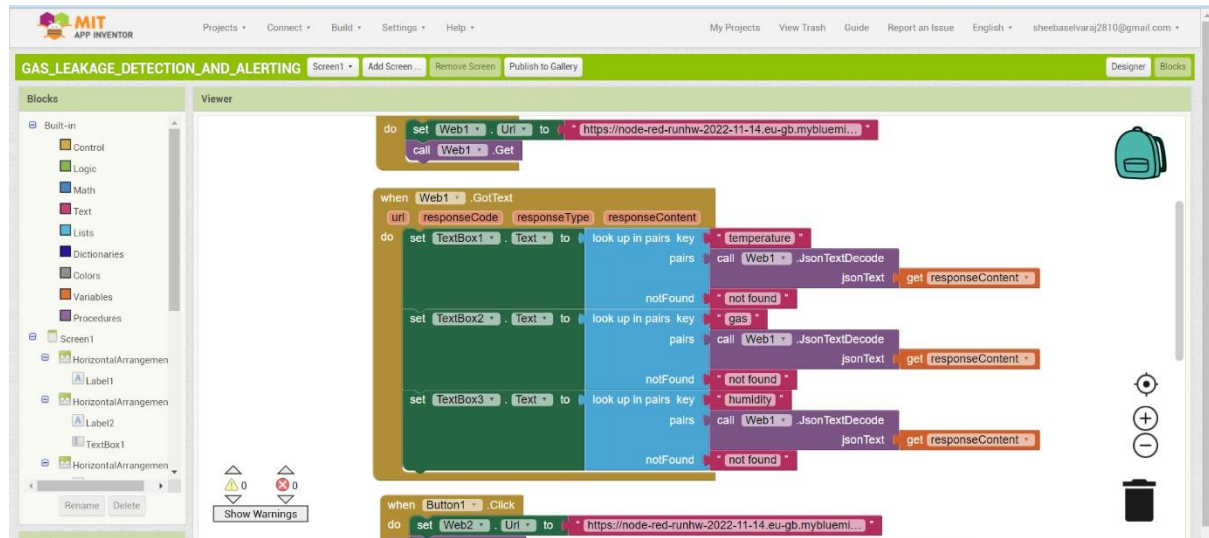 MIT
APP INVENTOR
Projects Connect Build Settings Help My Projects View Trash Guide Report an Issue English sheebaselvaraj2810@gmail.com
GAS_LEAKAGE_DETECTION_AND_ALERTING Screen1 Add Screen ... Remove Screen Publish to Gallery Designer Blocks
Blocks
Built-in
Control
Logic
Math
Text
Lists
Dictionaries
Colors
Variables
Procedures
Screen1
HorizontalArrangemen
Label1
HorizontalArrangemen
Label2
TextBox1
HorizontalArrangemen
Rename Delete
Viewer
do set Web1 . Url to " https://node-red-runhw-2022-11-14.eu-gb.mybluemi... "
call Web1 .Get
when Web1 .GotText
url responseCode responseType responseContent
do set TextBox1 . Text to look up in pairs key " temperature "
pairs call Web1 .JsonTextDecode
jsonText get responseContent
notFound " not found "
set TextBox2 . Text to look up in pairs key " gas "
pairs call Web1 .JsonTextDecode
jsonText get responseContent
notFound " not found "
set TextBox3 . Text to look up in pairs key " humidity "
pairs call Web1 .JsonTextDecode
jsonText get responseContent
notFound " not found "
when Button1 .Click
do set Web2 . Url to " https://node-red-runhw-2022-11-14.eu-gb.mybluemi... "
0 0
Show Warnings